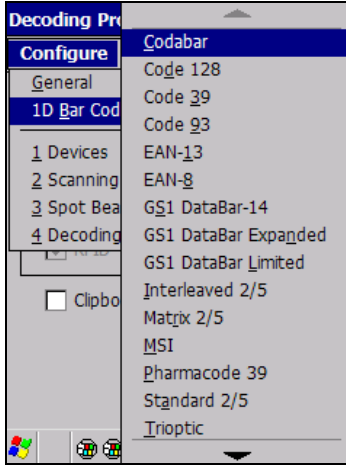 Decoding Pro
Configure
General
1D Bar Cod
1 Devices
2 Scanning
3 Spot Bea
4 Decoding
RFID
Clipbo
Codabar
Code 128
Code 39
Code 93
EAN-13
EAN-8
GS1 DataBar-14
GS1 DataBar Expanded
GS1 DataBar Limited
Interleaved 2/5
Matrix 2/5
MSI
Pharmacode 39
Standard 2/5
Trioptic